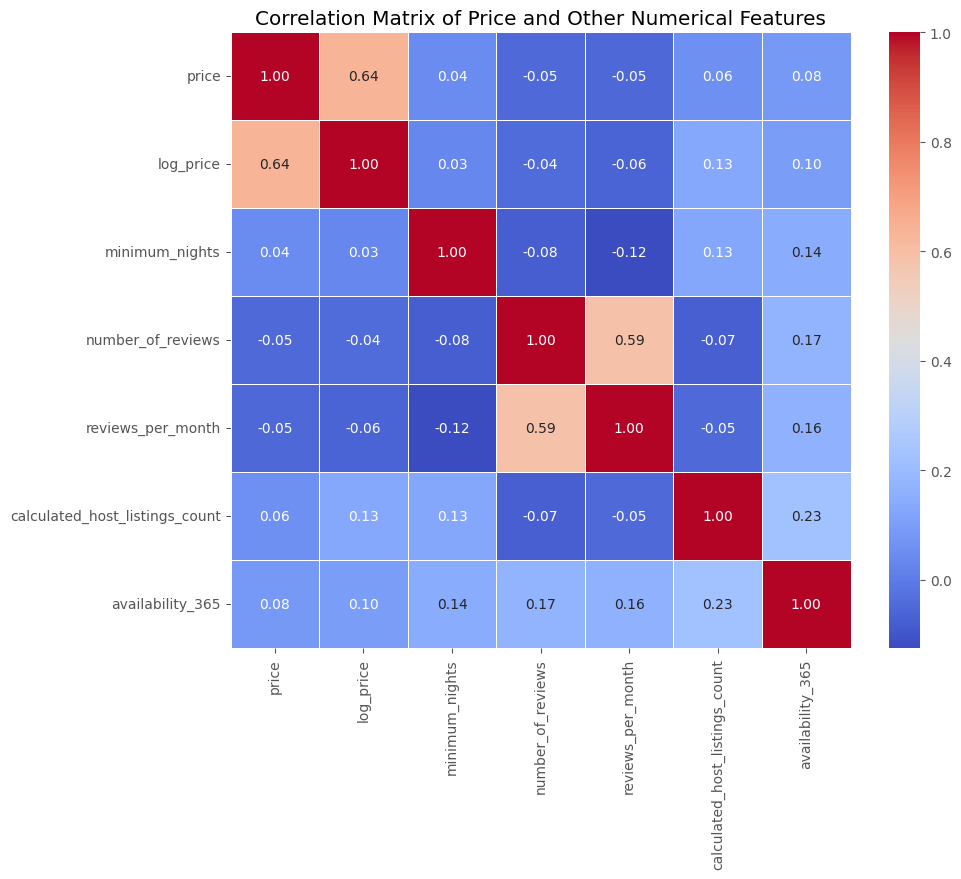 Correlation Matrix of Price and Other Numerical Features
price 1.00 0.64 0.04 -0.05 -0.05 0.06 0.08
log_price 0.64 1.00 0.03 -0.04 -0.06 0.13 0.10
minimum_nights 0.04 0.03 1.00 -0.08 -0.12 0.13 0.14
number_of_reviews -0.05 -0.04 -0.08 1.00 0.59 -0.07 0.17
reviews_per_month -0.05 -0.06 -0.12 0.59 1.00 -0.05 0.16
calculated_host_listings_count 0.06 0.13 0.13 -0.07 -0.05 1.00 0.23
availability_365 0.08 0.10 0.14 0.17 0.16 0.23 1.00
price
log_price
minimum_nights
number_of_reviews
reviews_per_month
calculated_host_listings_count
availability_365
1.0
0.8
0.6
0.4
0.2
0.0